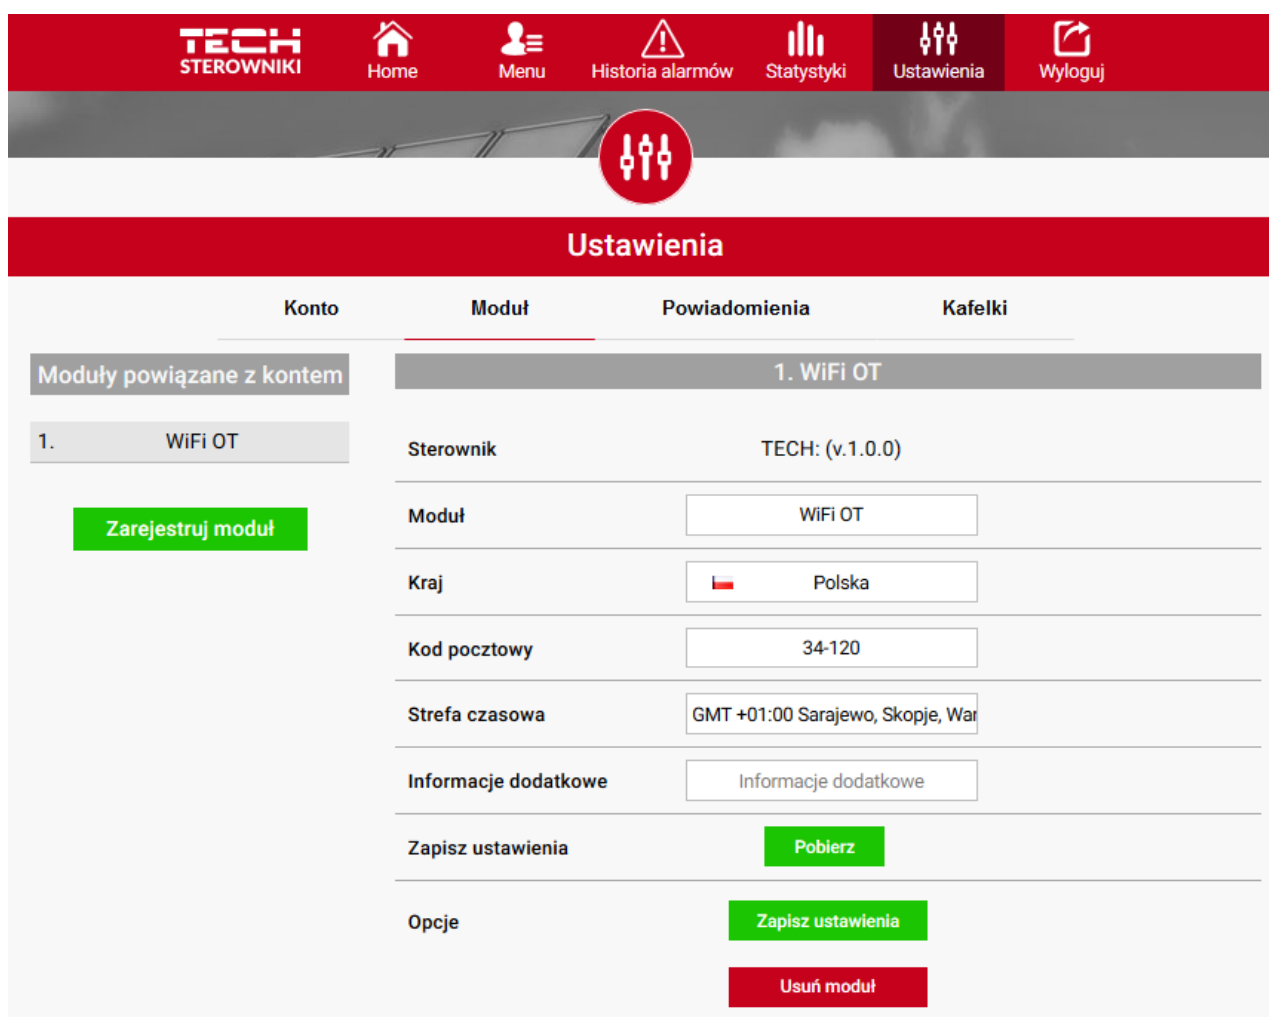 TECH
STEROWNIKI
Home
Menu
Historia alarmów
Statystyki
Ustawienia
Wyloguj
Ustawienia
Konto
Moduł
Powiadomienia
Kafelki
Moduły powiązane z kontem
1. WiFi OT
Zarejestruj moduł
1. WiFi OT
Sterownik TECH: (v.1.0.0)
Moduł WiFi OT
Kraj Polska
Kod pocztowy 34-120
Strefa czasowa GMT +01:00 Sarajewo, Skopje, War
Informacje dodatkowe Informacje dodatkowe
Zapisz ustawienia Pobierz
Opcje Zapisz ustawienia
Usuń moduł